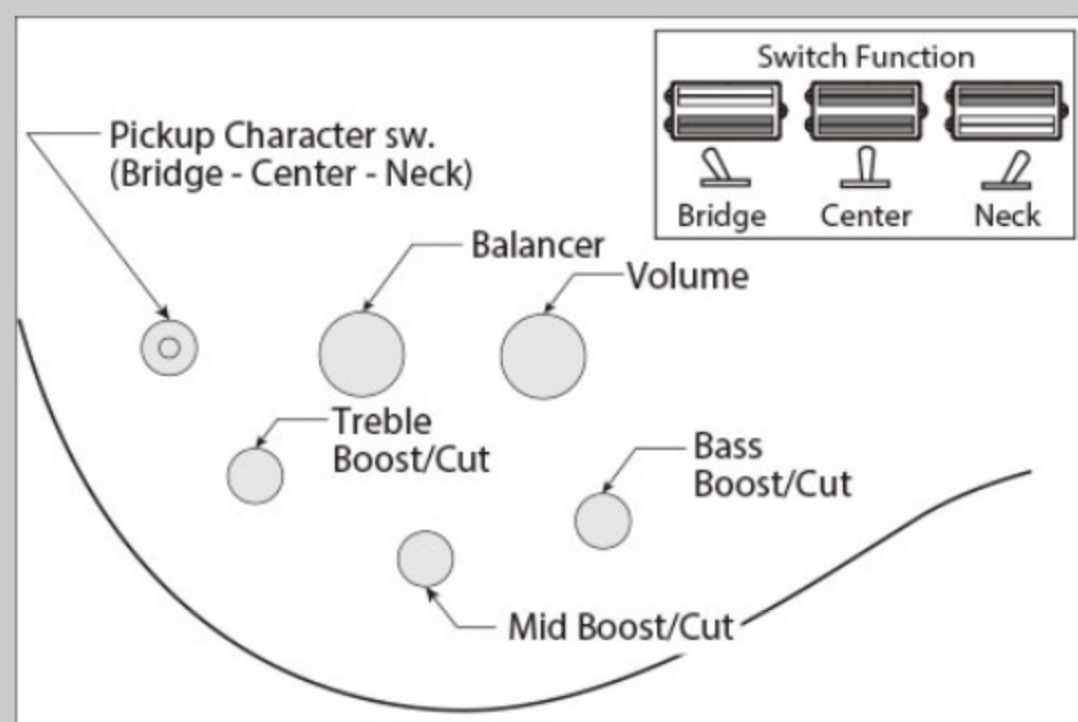 Switch Function
Bridge
Center
Neck
Pickup Character sw.
(Bridge - Center - Neck)
Balancer
Volume
Treble
Boost/Cut
Bass
Boost/Cut
Mid Boost/Cut